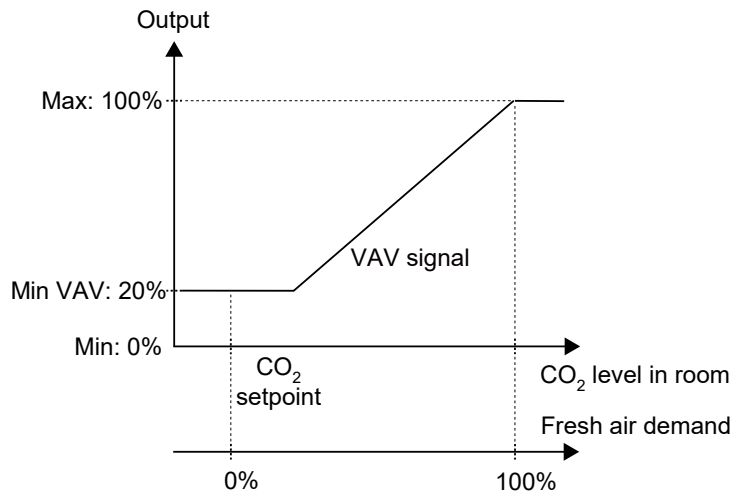 Output
Max: 100%
VAV signal
Min VAV: 20%
Min: 0%
CO₂
setpoint
CO₂ level in room
Fresh air demand
0%
100%